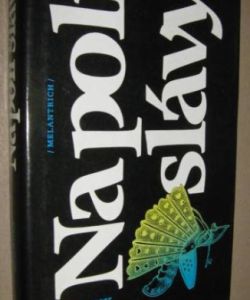 /MELANTRICH/
Na poli
slávy